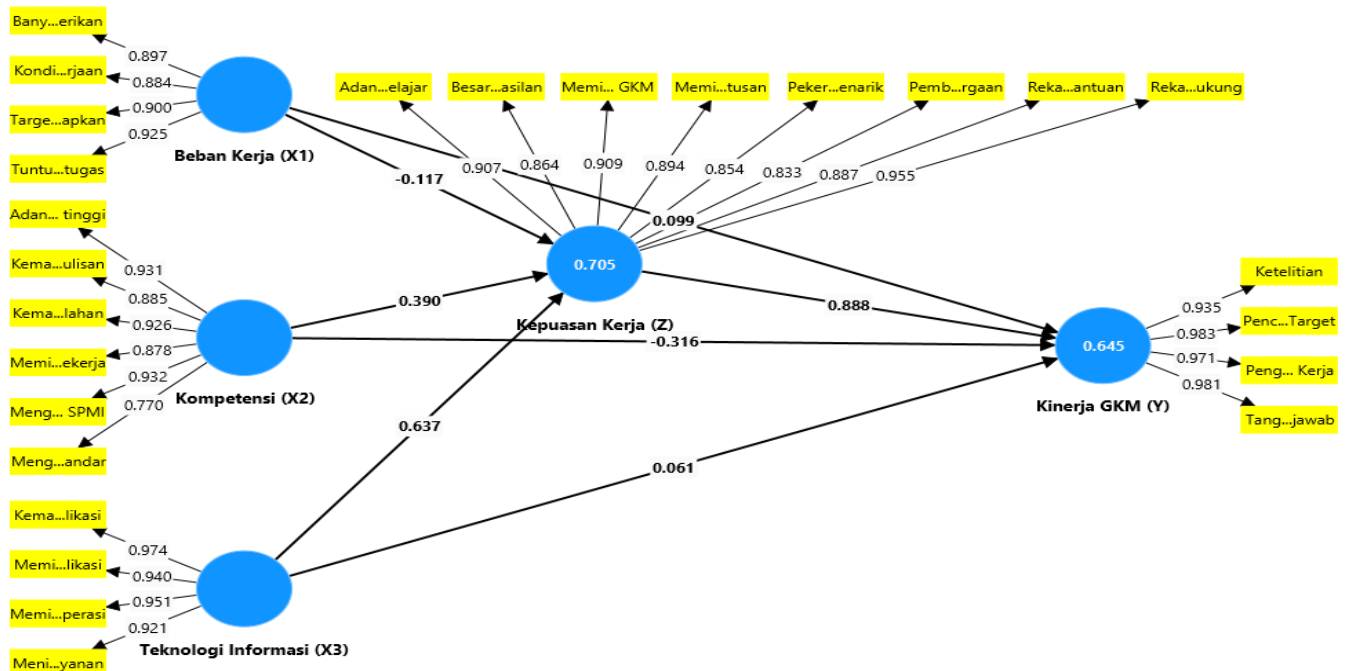 Bany...erikan
0.897
Kondi...rjaan
0.884
Targe...apkan
0.900
0.925
Tuntu...tugas
Beban Kerja (X1)
Adan...elajar
Besar...asilan
Memi... GKM
Memi...tusan
Peker...enarik
Pemb...rgaan
Reka...antuan
Reka...ukung
0.907
0.864
0.909
0.894
0.854
0.833
0.887
0.955
-0.117
0.099
Adan... tinggi
0.931
Kema...ulisan
0.885
Kema...lahan
0.926
Memi...ekerja
0.878
0.932
Meng... SPMI
0.770
Meng...andar
Kompetensi (X2)
0.705
Kepuasan Kerja (Z)
0.390
0.888
-0.316
0.637
0.061
0.645
Kinerja GKM (Y)
Ketelitian
0.935
Penc...Target
0.983
0.971
Peng... Kerja
0.981
Tang...jawab
Kema...likasi
0.974
Memi...likasi
0.940
Memi...perasi
0.951
0.921
Meni...yanan
Teknologi Informasi (X3)